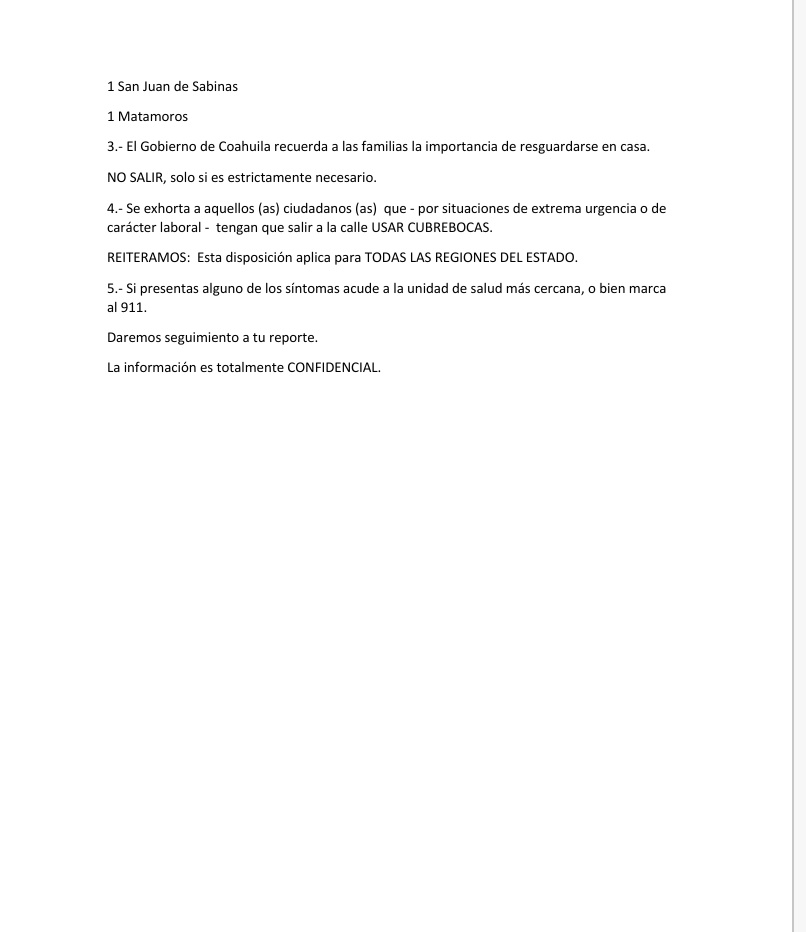 1 San Juan de Sabinas
1 Matamoros
3.- El Gobierno de Coahuila recuerda a las familias la importancia de resguardarse en casa.
NO SALIR, solo si es estrictamente necesario.
4.- Se exhorta a aquellos (as) ciudadanos (as)  que - por situaciones de extrema urgencia o de
carácter laboral -  tengan que salir a la calle USAR CUBREBOCAS.
REITERAMOS:  Esta disposición aplica para TODAS LAS REGIONES DEL ESTADO.
5.- Si presentas alguno de los síntomas acude a la unidad de salud más cercana, o bien marca
al 911.
Daremos seguimiento a tu reporte.
La información es totalmente CONFIDENCIAL.